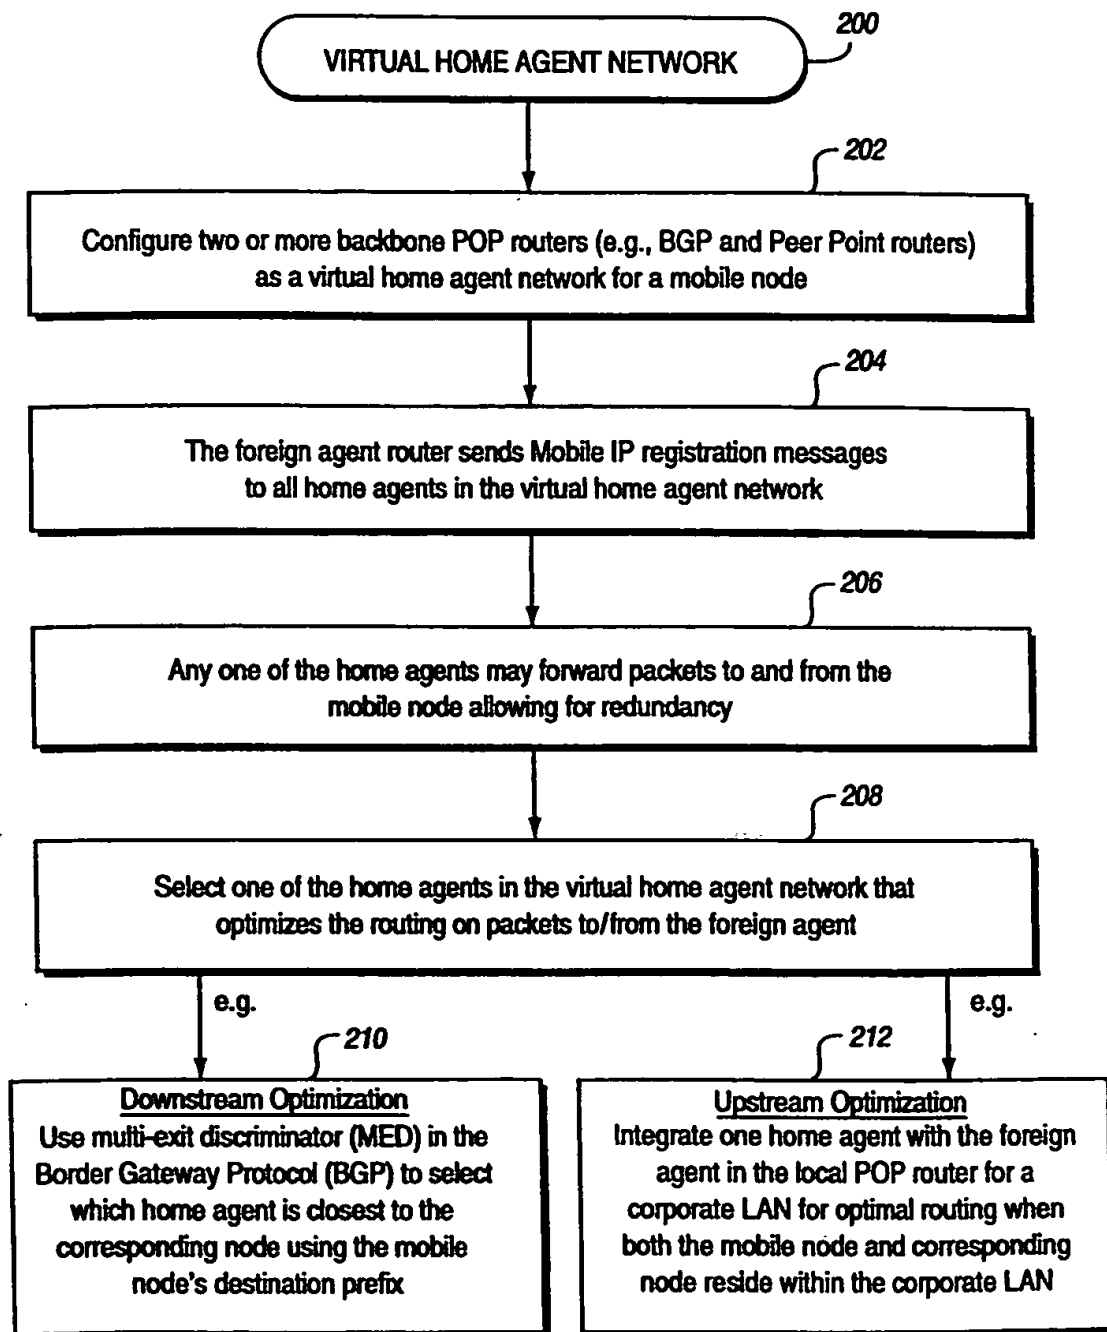 200
VIRTUAL HOME AGENT NETWORK
202
Configure two or more backbone POP routers (e.g., BGP and Peer Point routers)
as a virtual home agent network for a mobile node
204
The foreign agent router sends Mobile IP registration messages
to all home agents in the virtual home agent network
206
Any one of the home agents may forward packets to and from the
mobile node allowing for redundancy
208
Select one of the home agents in the virtual home agent network that
optimizes the routing on packets to/from the foreign agent
e.g.
e.g.
210
Downstream Optimization
Use multi-exit discriminator (MED) in the
Border Gateway Protocol (BGP) to select
which home agent is closest to the
corresponding node using the mobile
node's destination prefix
212
Upstream Optimization
Integrate one home agent with the foreign
agent in the local POP router for a
corporate LAN for optimal routing when
both the mobile node and corresponding
node reside within the corporate LAN